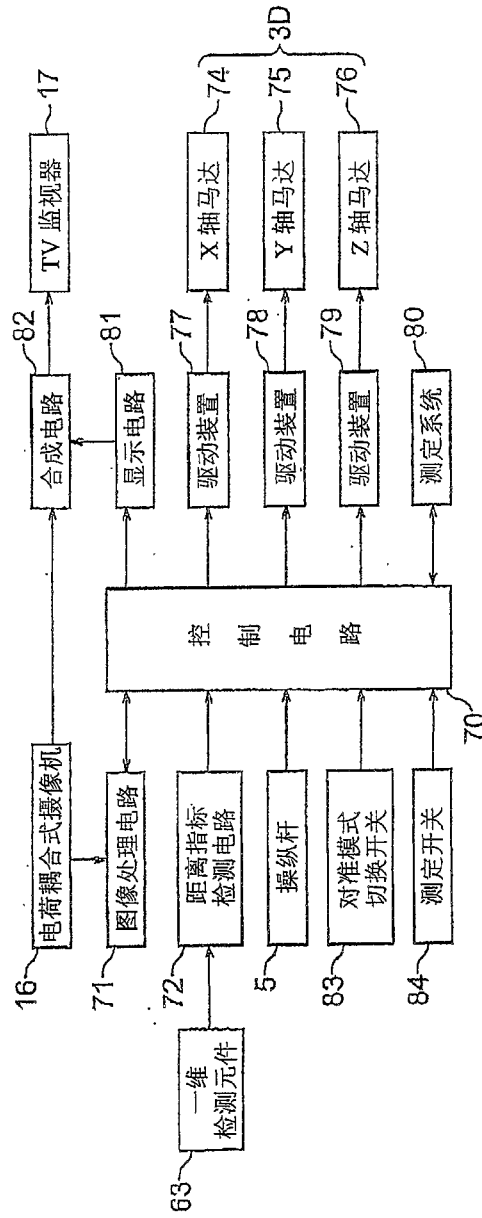 16
电荷耦合式摄像机
82
合成电路
17
TV 监视器
71
图像处理电路
81
显示电路
63
一维
检测元件
72
距离指标
检测电路
77
驱动装置
74
X 轴马达
5
操纵杆
控制电路
70
78
驱动装置
75
Y 轴马达
3D
83
对准模式
切换开关
79
驱动装置
76
Z 轴马达
84
测定开关
80
测定系统